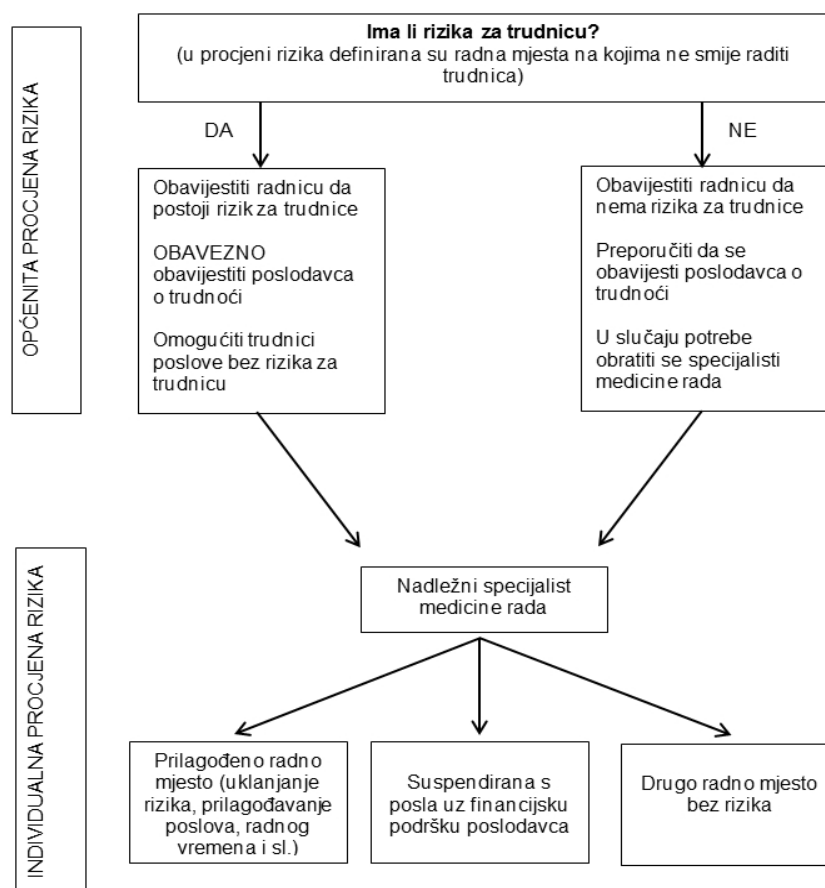 OPĆENITA PROCJENA RIZIKA
Ima li rizika za trudnicu?
(u procjeni rizika definirana su radna mjesta na kojima ne smije raditi
trudnica)
DA
NE
Obavijestiti radnicu da
postoji rizik za trudnice
OBAVEZNO
obavijestiti poslodavca
o trudnoći
Omogućiti trudnici
poslove bez rizika za
trudnicu
Obavijestiti radnicu da
nema rizika za trudnice
Preporučiti da se
obavijesti poslodavca o
trudnoći
U slučaju potrebe
obratiti se specijalisti
medicine rada
INDIVIDUALNA PROCJENA RIZIKA
Nadležni specijalist
medicine rada
Prilagođeno radno
mjesto (uklanjanje
rizika, prilagođavanje
poslova, radnog
vremena i sl.)
Suspendirana s
posla uz financijsku
podršku poslodavca
Drugo radno mjesto
bez rizika